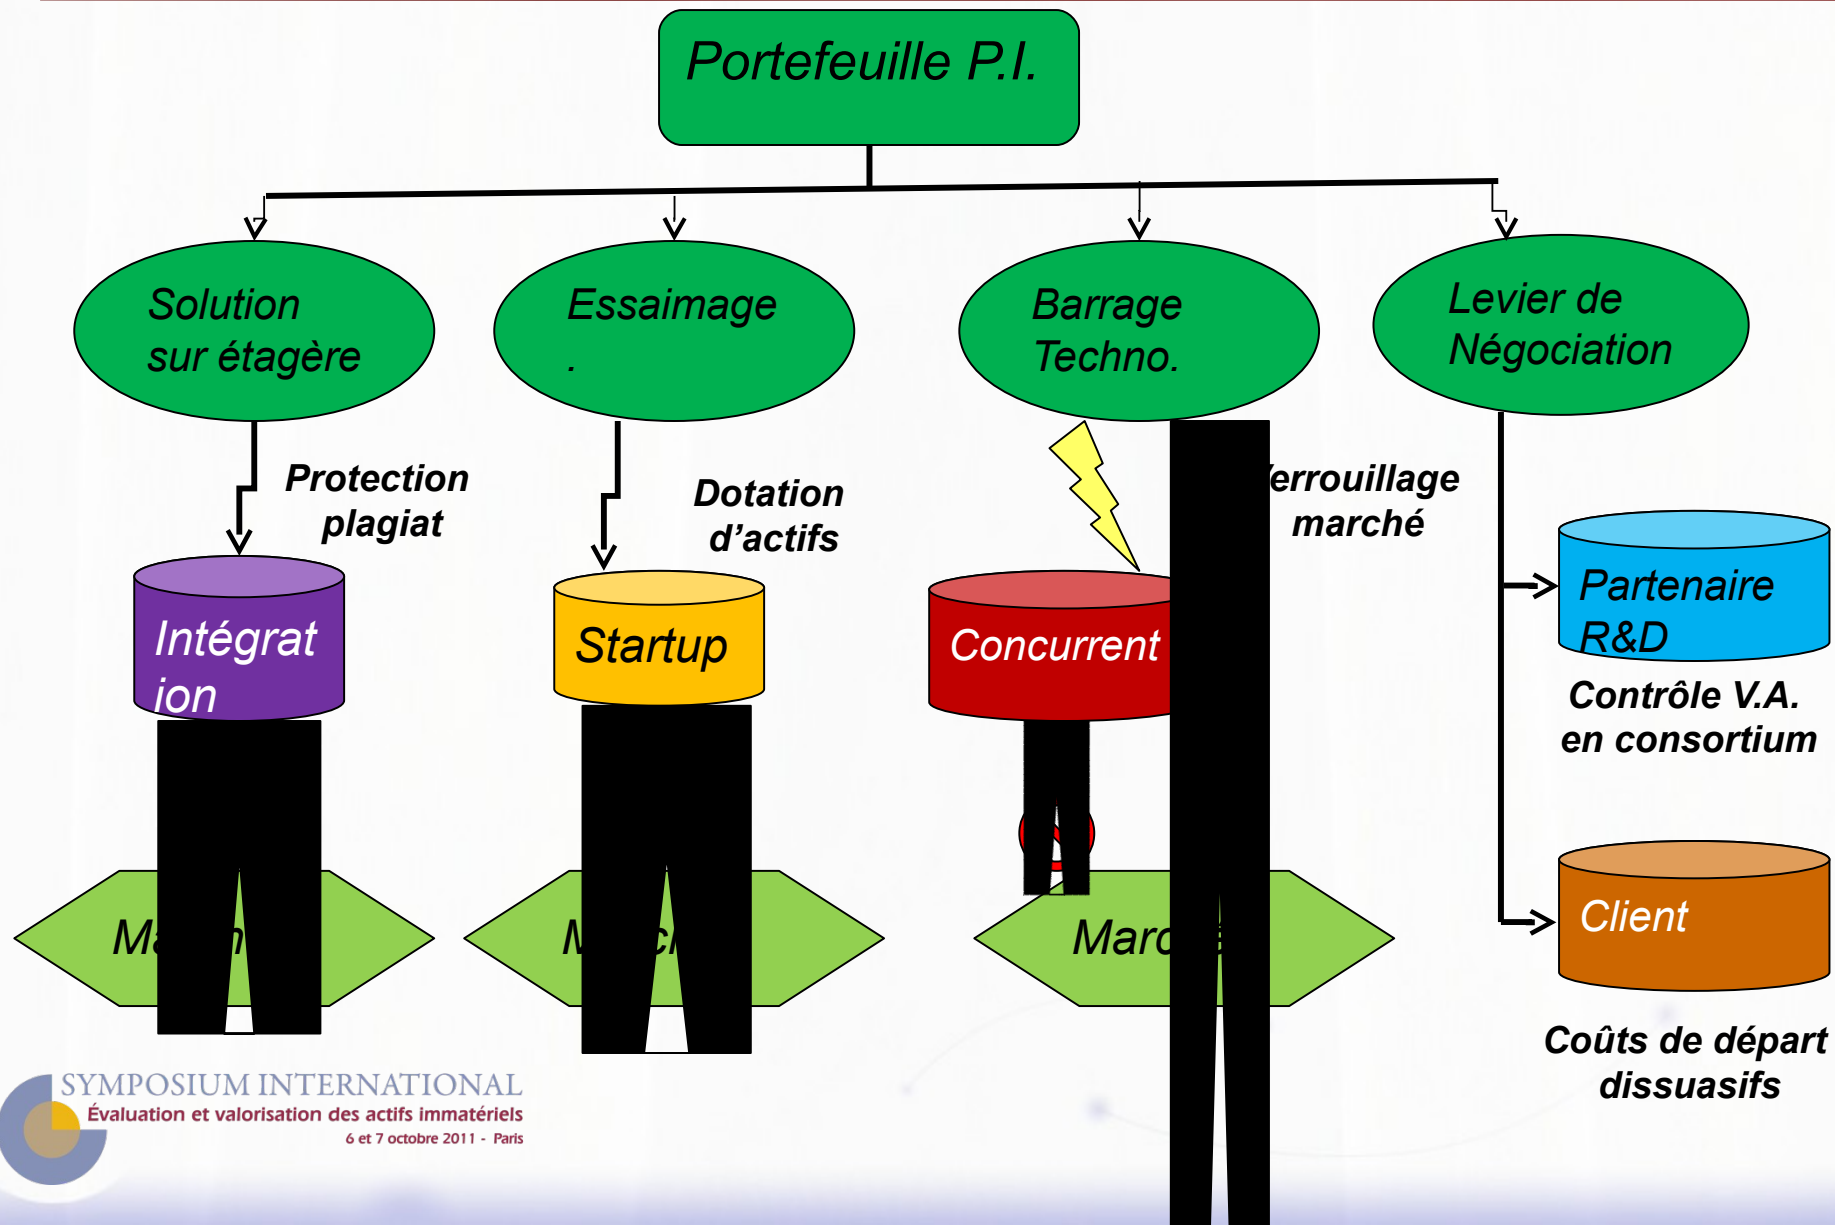 Portefeuille P.I.
Solution
sur étagère
Essaimage
.
Barrage
Techno.
Levier de
Négociation
Protection
plagiat
Dotation
d’actifs
errouillage
marché
Intégrat
ion
Startup
Concurrent
Partenaire
R&D
Contrôle V.A.
en consortium
Client
Coûts de départ
dissuasifs
SYMPOSIUM INTERNATIONAL
Évaluation et valorisation des actifs immatériels
6 et 7 octobre 2011 - Paris